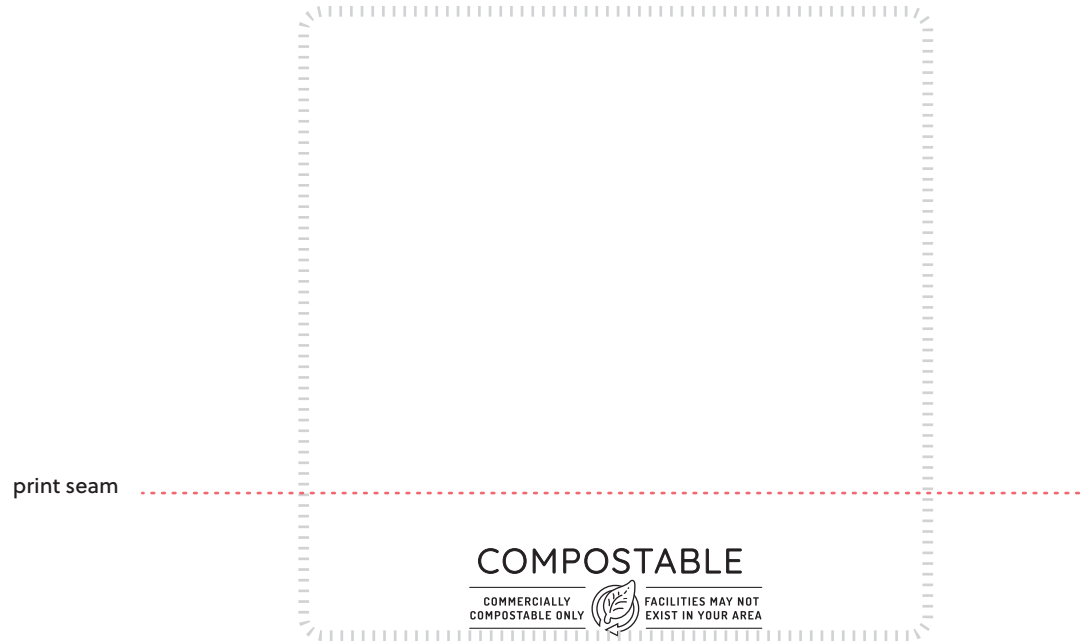 print seam
COMPOSTABLE
COMMERCIALLY
COMPOSTABLE ONLY
FACILITIES MAY NOT
EXIST IN YOUR AREA